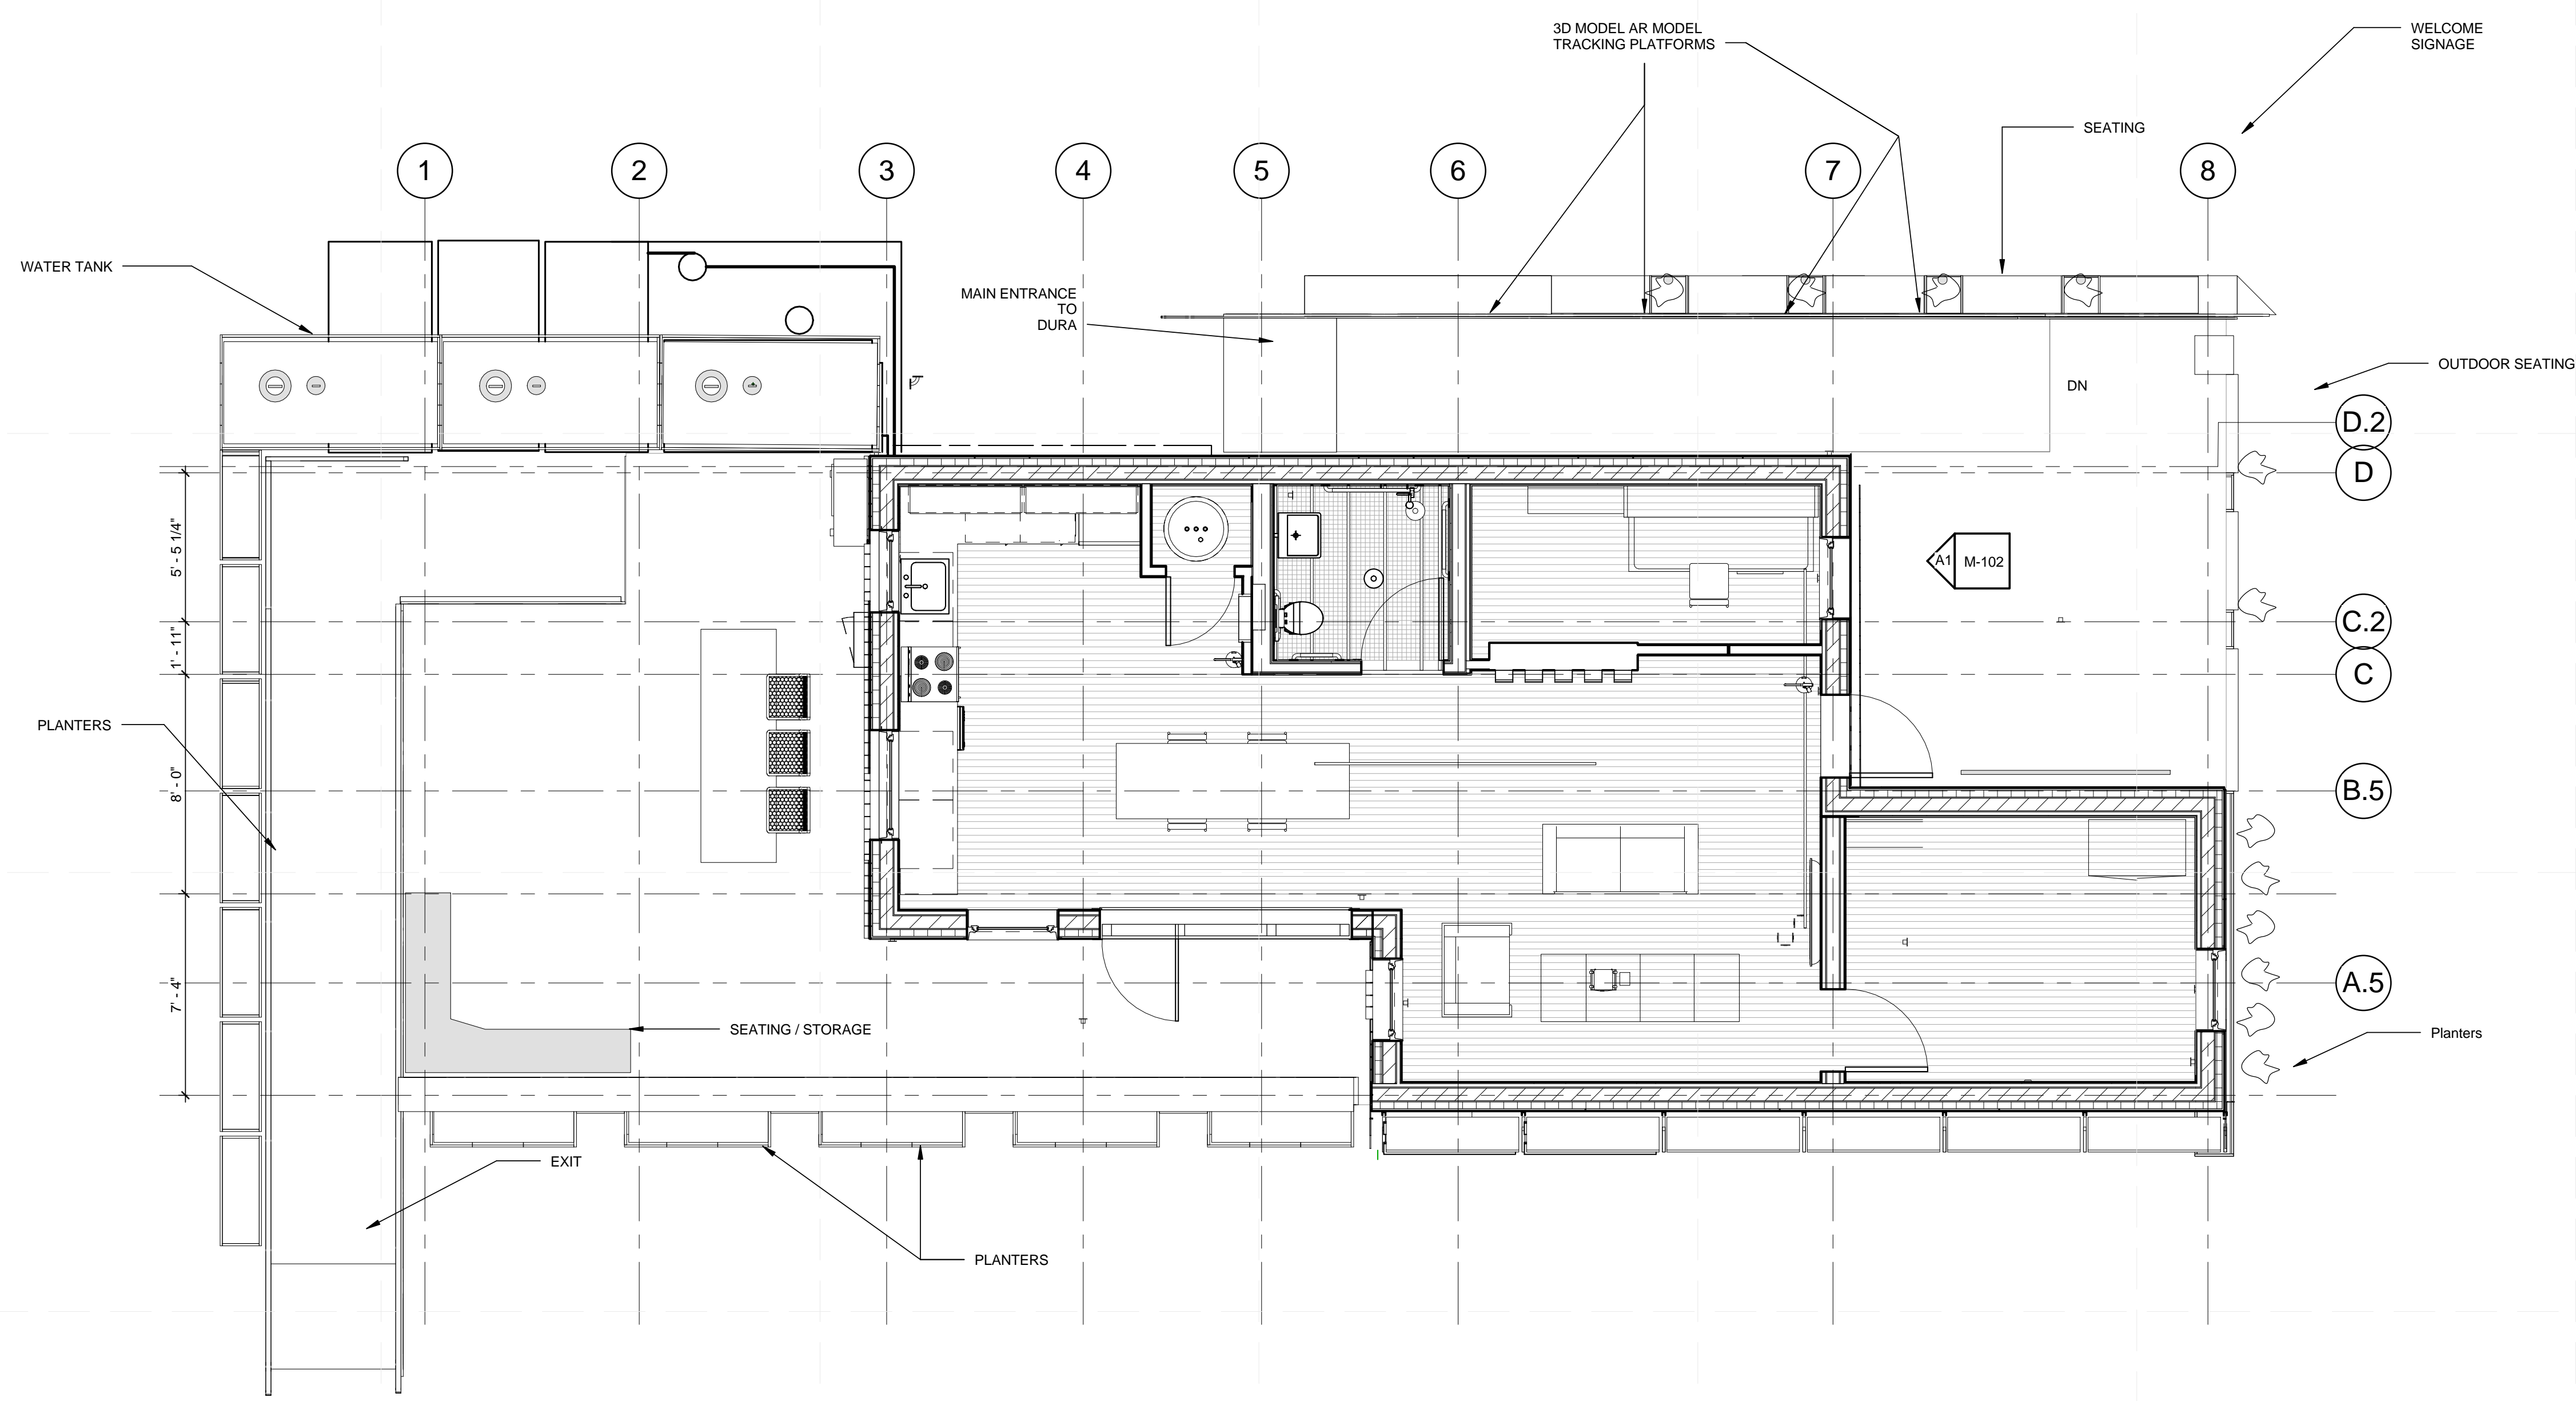 3D MODEL AR MODEL
TRACKING PLATFORMS
WELCOME
SIGNAGE
SEATING
1
2
3
4
5
6
7
8
WATER TANK
MAIN ENTRANCE
TO
DURA
OUTDOOR SEATING
DN
D.2
D
5' - 5 1/4"
A1
M-102
C.2
1' - 11"
C
PLANTERS
8' - 0"
B.5
7' - 4"
A.5
SEATING / STORAGE
Planters
EXIT
PLANTERS